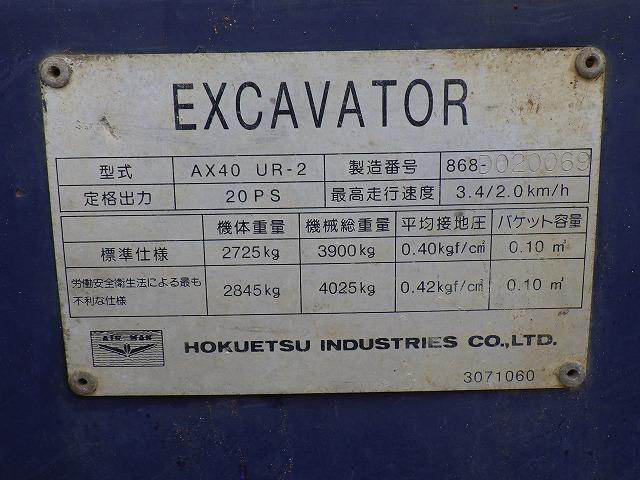 EXCAVATOR
型式 AX40 UR-2 製造番号 868-D020069
定格出力 20PS 最高走行速度 3.4/2.0km/h
機体重量 機械総重量 平均接地圧 バケット容量
標準仕様 2725kg 3900kg 0.40kgf/c㎡ 0.10 ㎥
労働安全衛生法による最も
不利な仕様 2845kg 4025kg 0.42kgf/c㎡ 0.10 ㎥
AIR MAN HOKUETSU INDUSTRIES CO.,LTD.
3071060